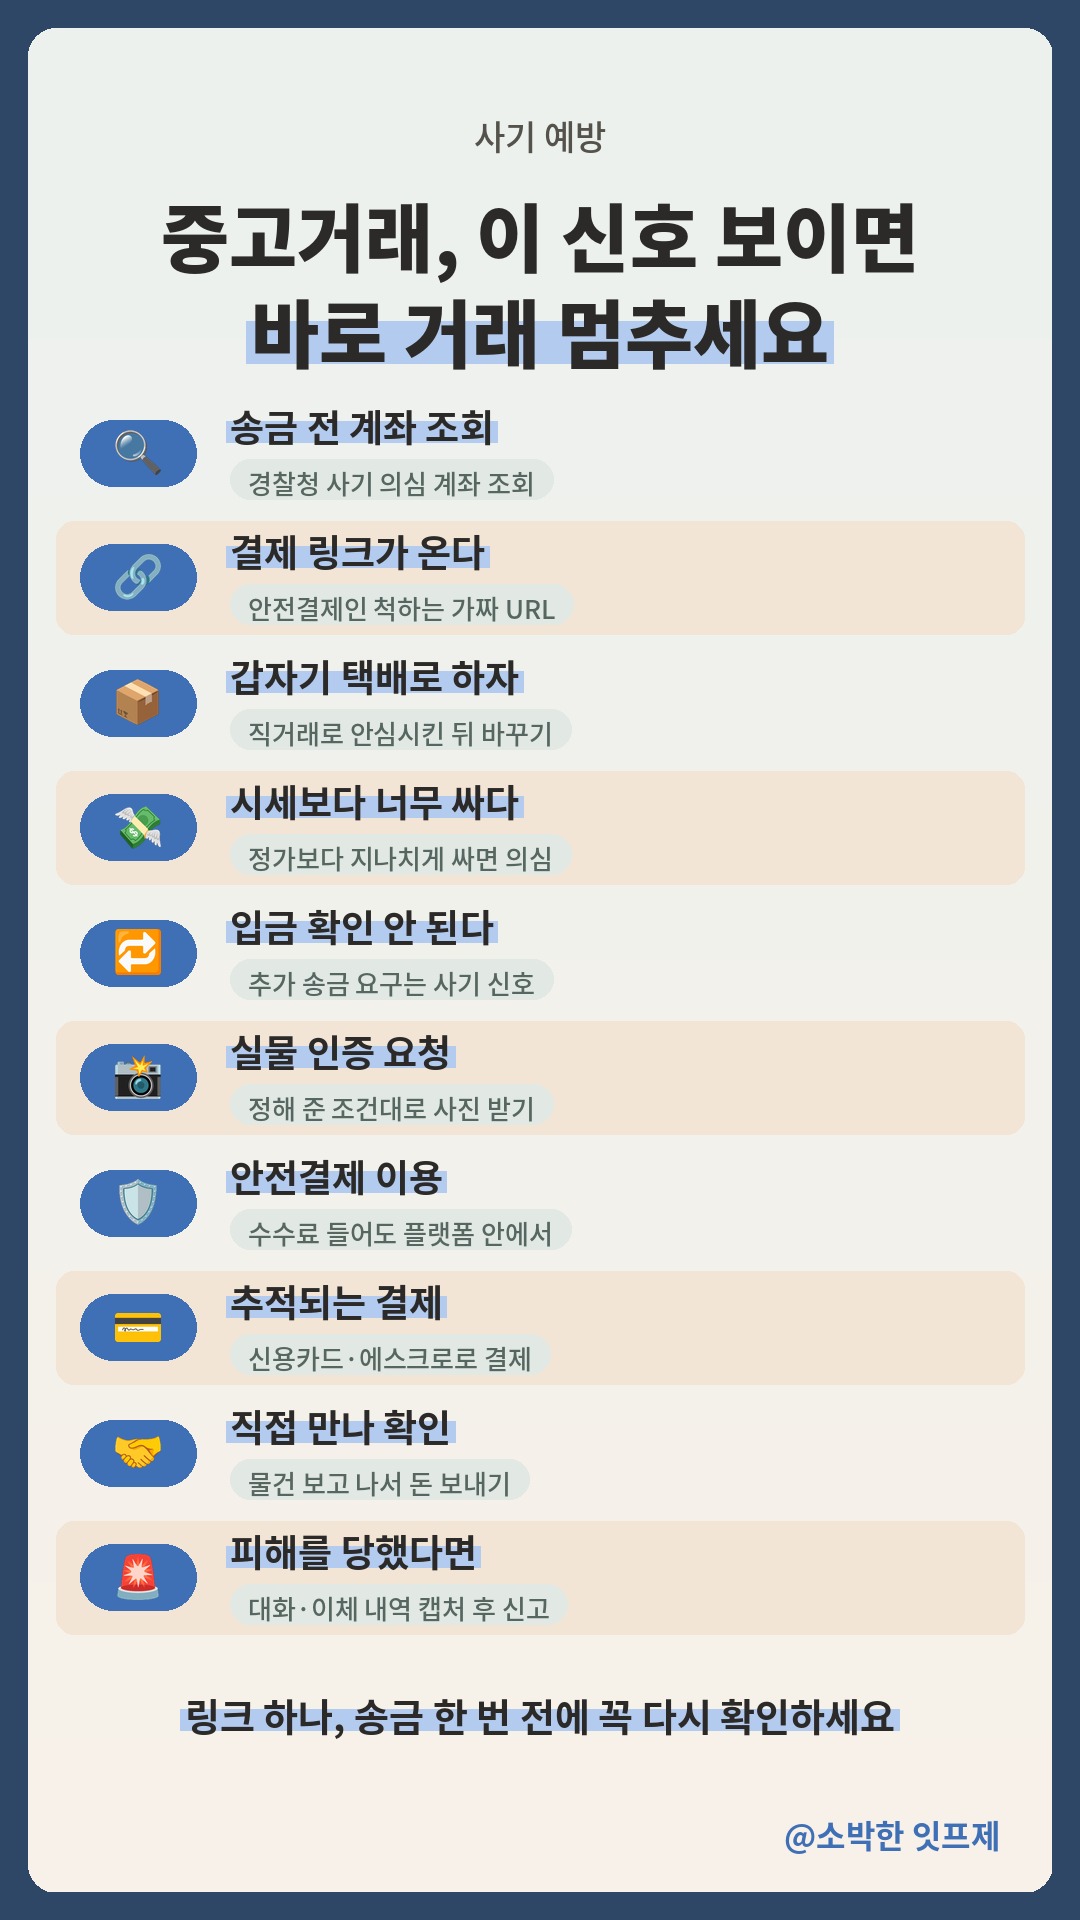 사기 예방
중고거래, 이 신호 보이면
바로 거래 멈추세요
송금 전 계좌 조회
경찰청 사기 의심 계좌 조회
결제 링크가 온다
안전결제인 척하는 가짜 URL
갑자기 택배로 하자
직거래로 안심시킨 뒤 바꾸기
시세보다 너무 싸다
정가보다 지나치게 싸면 의심
입금 확인 안 된다
추가 송금 요구는 사기 신호
실물 인증 요청
정해 준 조건대로 사진 받기
안전결제 이용
수수료 들어도 플랫폼 안에서
추적되는 결제
신용카드·에스크로로 결제
직접 만나 확인
물건 보고 나서 돈 보내기
피해를 당했다면
대화·이체 내역 캡처 후 신고
링크 하나, 송금 한 번 전에 꼭 다시 확인하세요
@소박한 잇프제